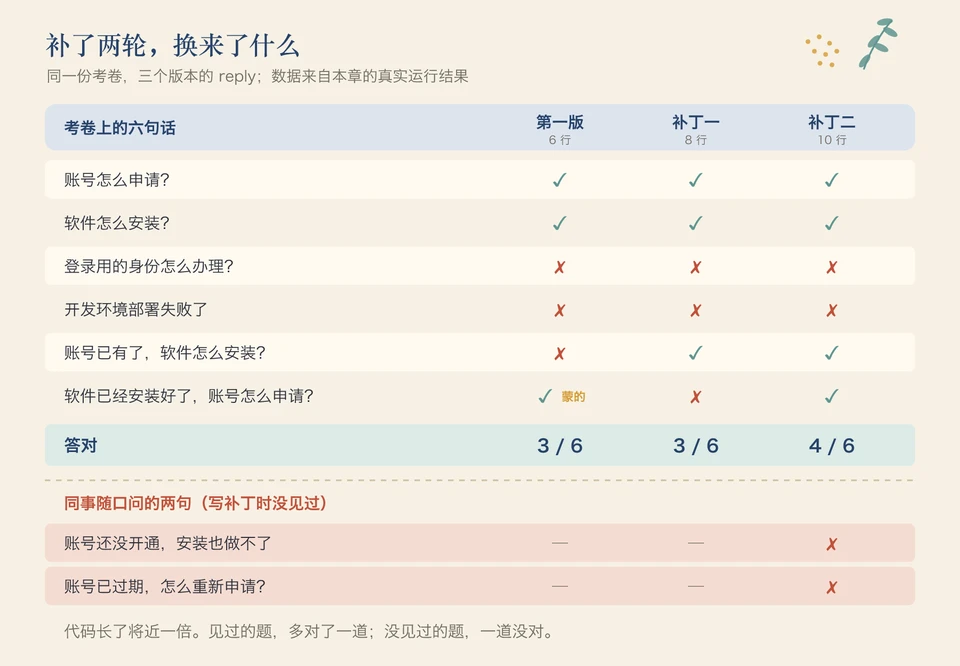 补了两轮，换来了什么
同一份考卷，三个版本的 reply；数据来自本章的真实运行结果
考卷上的六句话 第一版 补丁一 补丁二
6 行 8 行 10 行
账号怎么申请？ ✓ ✓ ✓
软件怎么安装？ ✓ ✓ ✓
登录用的身份怎么办理？ ✗ ✗ ✗
开发环境部署失败了 ✗ ✗ ✗
账号已有了，软件怎么安装？ ✗ ✓ ✓
软件已经安装好了，账号怎么申请？ ✓ 蒙的 ✗ ✓
答对 3 / 6 3 / 6 4 / 6
同事随口问的两句（写补丁时没见过）
账号还没开通，安装也做不了 — — ✗
账号已过期，怎么重新申请？ — — ✗
代码长了将近一倍。见过的题，多对了一道；没见过的题，一道没对。